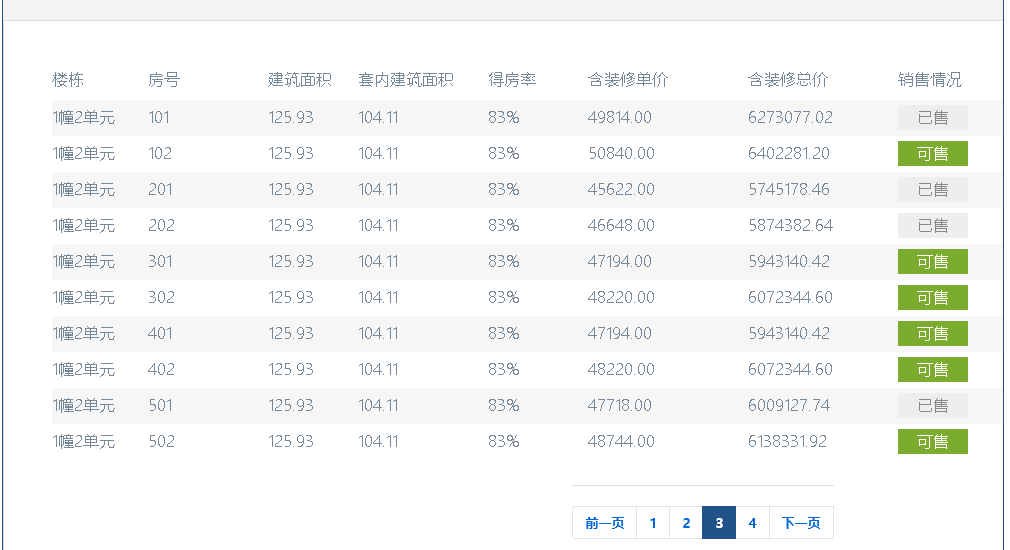 楼栋 房号 建筑面积 套内建筑面积 得房率 含装修单价 含装修总价 销售情况
1幢2单元 101 125.93 104.11 83% 49814.00 6273077.02 已售
1幢2单元 102 125.93 104.11 83% 50840.00 6402281.20 可售
1幢2单元 201 125.93 104.11 83% 45622.00 5745178.46 已售
1幢2单元 202 125.93 104.11 83% 46648.00 5874382.64 已售
1幢2单元 301 125.93 104.11 83% 47194.00 5943140.42 可售
1幢2单元 302 125.93 104.11 83% 48220.00 6072344.60 可售
1幢2单元 401 125.93 104.11 83% 47194.00 5943140.42 可售
1幢2单元 402 125.93 104.11 83% 48220.00 6072344.60 可售
1幢2单元 501 125.93 104.11 83% 47718.00 6009127.74 已售
1幢2单元 502 125.93 104.11 83% 48744.00 6138331.92 可售
前一页 1 2 3 4 下一页